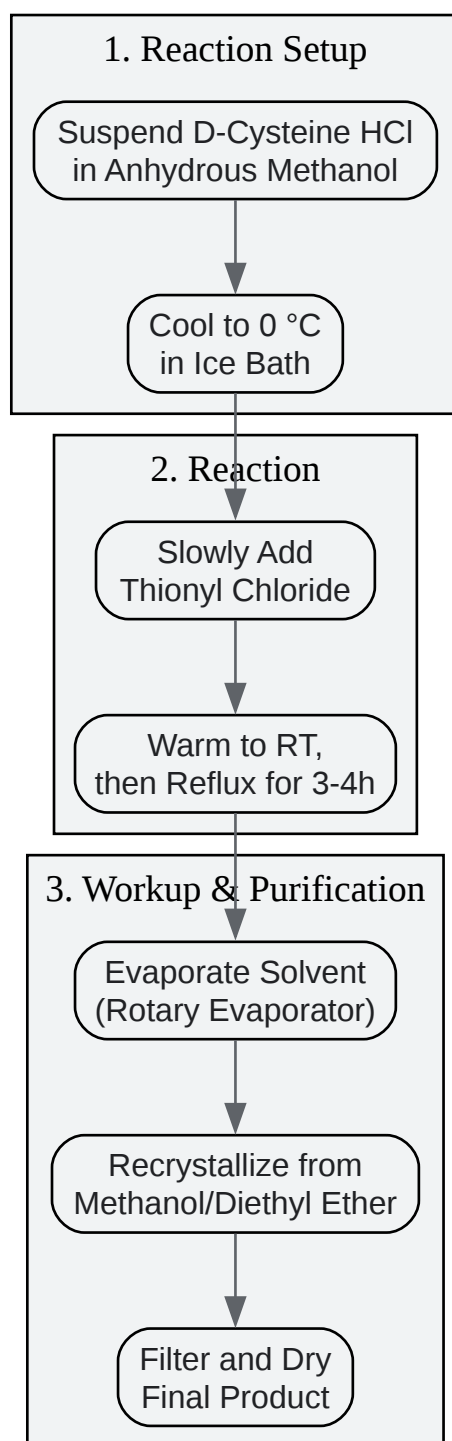 1. Reaction Setup
Suspend D-Cysteine HCl
in Anhydrous Methanol
Cool to 0 °C
in Ice Bath
2. Reaction
Slowly Add
Thionyl Chloride
Warm to RT,
then Reflux for 3-4h
3. Workup & Purification
Evaporate Solvent
(Rotary Evaporator)
Recrystallize from
Methanol/Diethyl Ether
Filter and Dry
Final Product